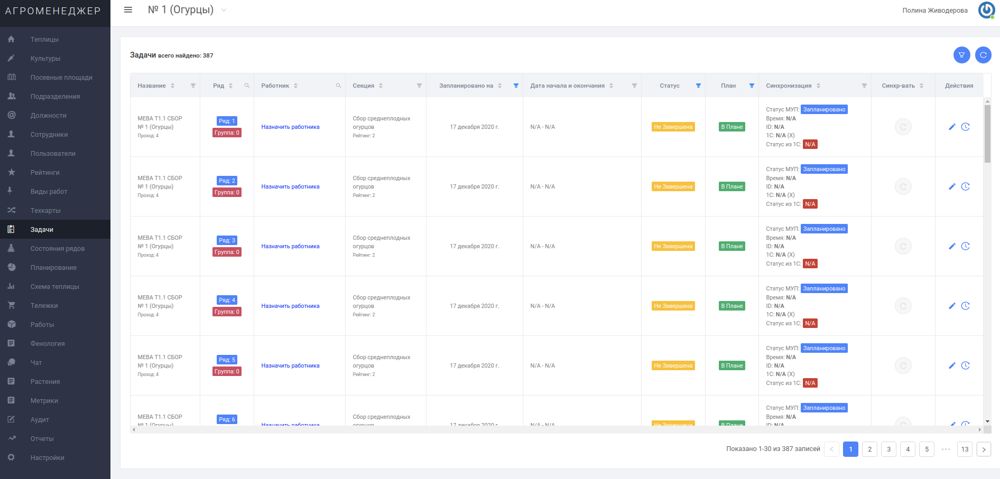 АГРОМЕНЕДЖЕР
№ 1 (Огурцы)
Полина Живодерова
Теплицы
Культуры
Посевные площади
Подразделения
Должности
Сотрудники
Пользователи
Рейтинги
Виды работ
Техкарты
Задачи
Состояния рядов
Планирование
Схема теплицы
Тележки
Работы
Фенология
Чат
Растения
Метрики
Аудит
Отчеты
Настройки
Задачи всего найдено: 387
Название Ряд Работник Секция Запланировано на Дата начала и окончания Статус План Синхронизация Синхр-вать Действия
МЕВА Т1.1 СБОР
№ 1 (Огурцы)
Проход: 4
Ряд: 1
Группа: 0
Назначить работника
Сбор среднеплодных
огурцов
Рейтинг: 2
17 декабря 2020 г.
N/A - N/A
Не Завершена
В Плане
Статус МУП: Запланировано
Время: N/A
ID: N/A
1С: N/A (X)
Статус из 1С: N/A
МЕВА Т1.1 СБОР
№ 1 (Огурцы)
Проход: 4
Ряд: 2
Группа: 0
Назначить работника
Сбор среднеплодных
огурцов
Рейтинг: 2
17 декабря 2020 г.
N/A - N/A
Не Завершена
В Плане
Статус МУП: Запланировано
Время: N/A
ID: N/A
1С: N/A (X)
Статус из 1С: N/A
МЕВА Т1.1 СБОР
№ 1 (Огурцы)
Проход: 4
Ряд: 3
Группа: 0
Назначить работника
Сбор среднеплодных
огурцов
Рейтинг: 2
17 декабря 2020 г.
N/A - N/A
Не Завершена
В Плане
Статус МУП: Запланировано
Время: N/A
ID: N/A
1С: N/A (X)
Статус из 1С: N/A
МЕВА Т1.1 СБОР
№ 1 (Огурцы)
Проход: 4
Ряд: 4
Группа: 0
Назначить работника
Сбор среднеплодных
огурцов
Рейтинг: 2
17 декабря 2020 г.
N/A - N/A
Не Завершена
В Плане
Статус МУП: Запланировано
Время: N/A
ID: N/A
1С: N/A (X)
Статус из 1С: N/A
МЕВА Т1.1 СБОР
№ 1 (Огурцы)
Проход: 4
Ряд: 5
Группа: 0
Назначить работника
Сбор среднеплодных
огурцов
Рейтинг: 2
17 декабря 2020 г.
N/A - N/A
Не Завершена
В Плане
Статус МУП: Запланировано
Время: N/A
ID: N/A
1С: N/A (X)
Статус из 1С: N/A
МЕВА Т1.1 СБОР
№ 1 (Огурцы)
Ряд: 6
Назначить работника
Сбор среднеплодных
огурцов
17 декабря 2020 г.
N/A - N/A
Не Завершена
В Плане
Статус МУП: Запланировано
Время: N/A
ID: N/A
Показано 1-30 из 387 записей < 1 2 3 4 5 ••• 13 >